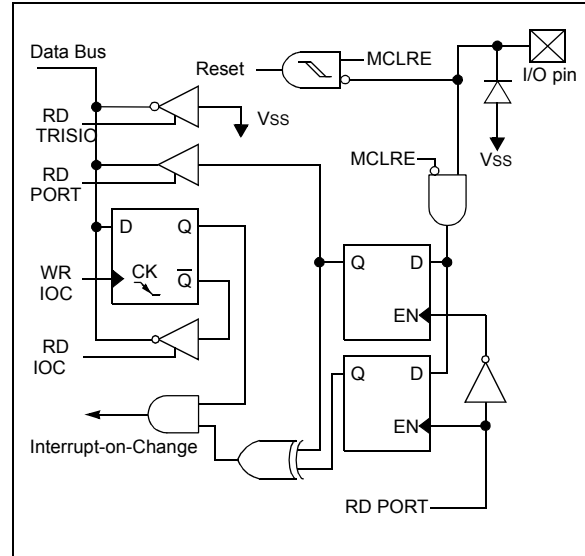 Data Bus
Reset
MCLRE
I/O pin
RD
TRISIO
VSS
VSS
RD
PORT
MCLRE
D
Q
WR
IOC
CK
Q
Q
D
EN
RD
IOC
Q
D
EN
Interrupt-on-Change
RD PORT